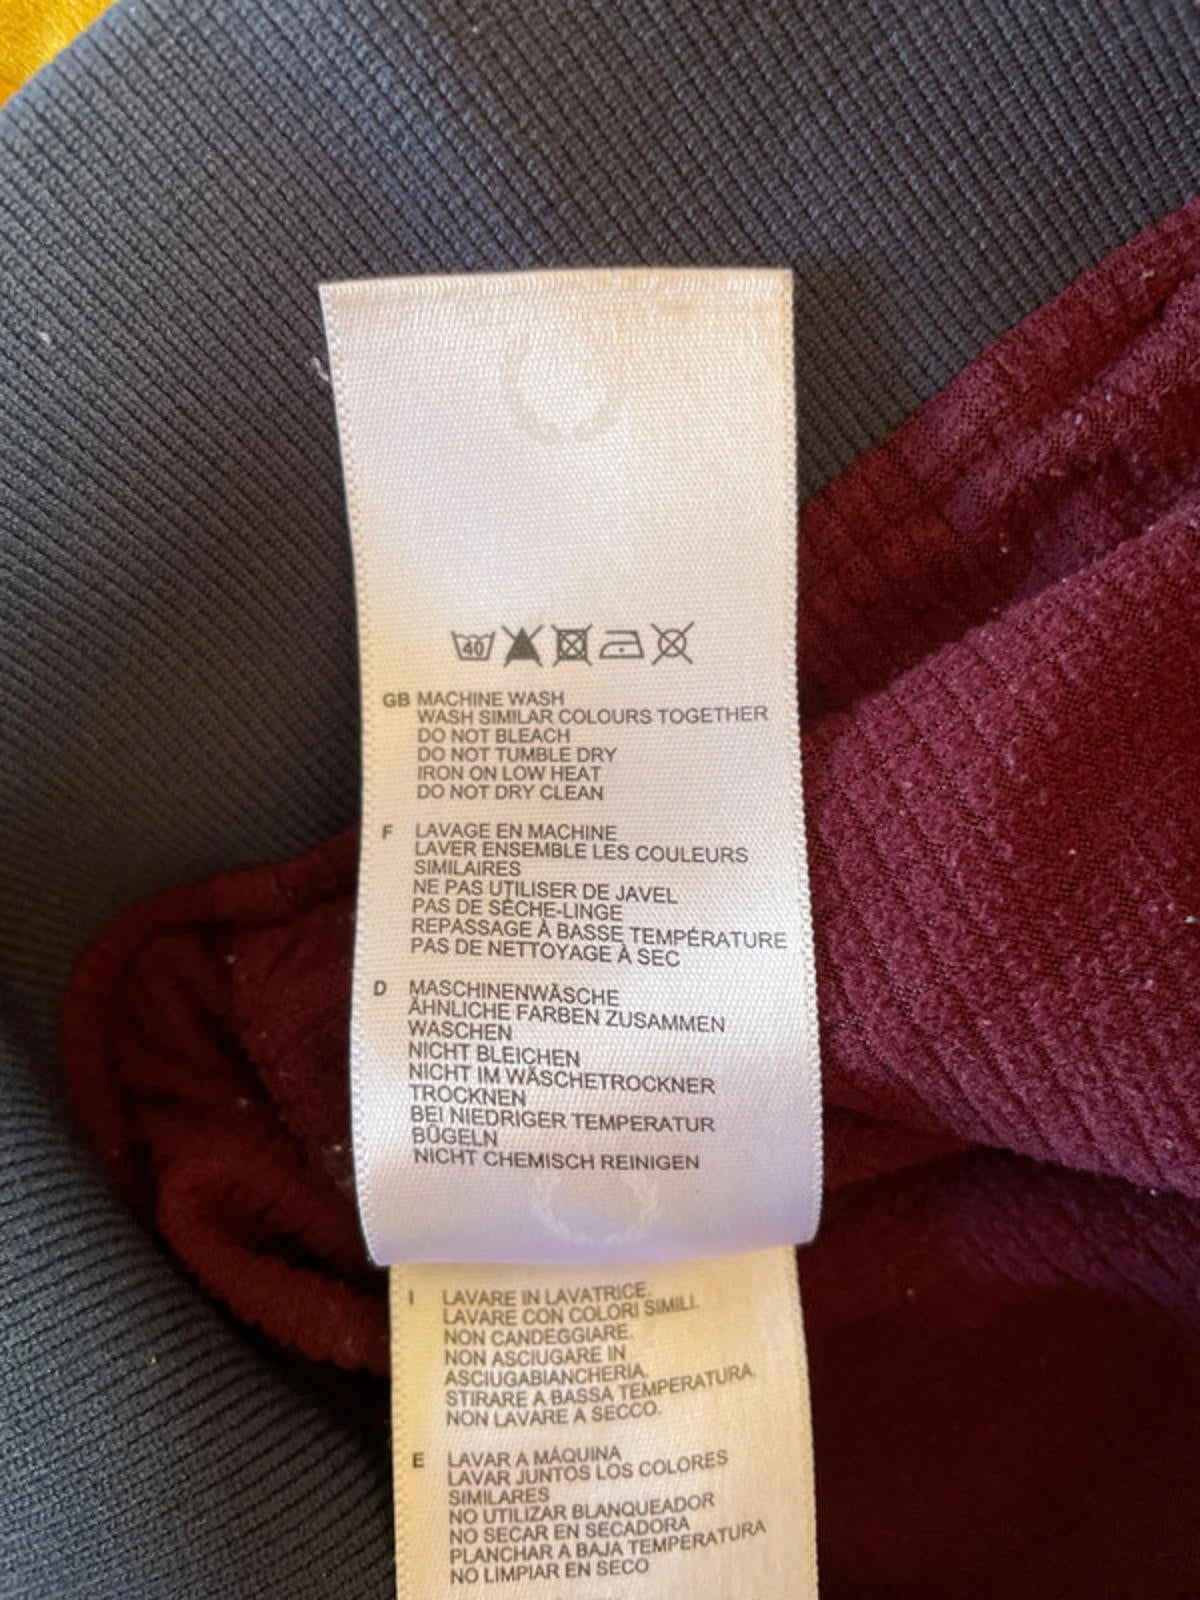 40
GB MACHINE WASH
WASH SIMILAR COLOURS TOGETHER
DO NOT BLEACH
DO NOT TUMBLE DRY
IRON ON LOW HEAT
DO NOT DRY CLEAN
F LAVAGE EN MACHINE
LAVER ENSEMBLE LES COULEURS
SIMILAIRES
NE PAS UTILISER DE JAVEL
PAS DE SÈCHE-LINGE
REPASSAGE À BASSE TEMPÉRATURE
PAS DE NETTOYAGE À SEC
D MASCHINENWÄSCHE
ÄHNLICHE FARBEN ZUSAMMEN
WASCHEN
NICHT BLEICHEN
NICHT IM WÄSCHETROCKNER
TROCKNEN
BEI NIEDRIGER TEMPERATUR
BÜGELN
NICHT CHEMISCH REINIGEN
I LAVARE IN LAVATRICE.
LAVARE CON COLORI SIMILI.
NON CANDEGGIARE.
NON ASCIUGARE IN
ASCIUGABIANCHERIA.
STIRARE A BASSA TEMPERATURA.
NON LAVARE A SECCO.
E LAVAR A MÁQUINA
LAVAR JUNTOS LOS COLORES
SIMILARES
NO UTILIZAR BLANQUEADOR
NO SECAR EN SECADORA
PLANCHAR A BAJA TEMPERATURA
NO LIMPIAR EN SECO